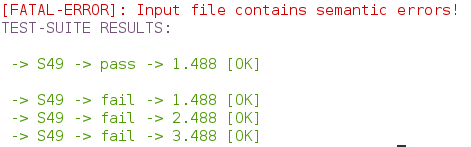 [FATAL-ERROR]: Input file contains semantic errors!
TEST-SUITE RESULTS:
-> S49 -> pass -> 1.488 [OK]
-> S49 -> fail -> 1.488 [OK]
-> S49 -> fail -> 2.488 [OK]
-> S49 -> fail -> 3.488 [OK]